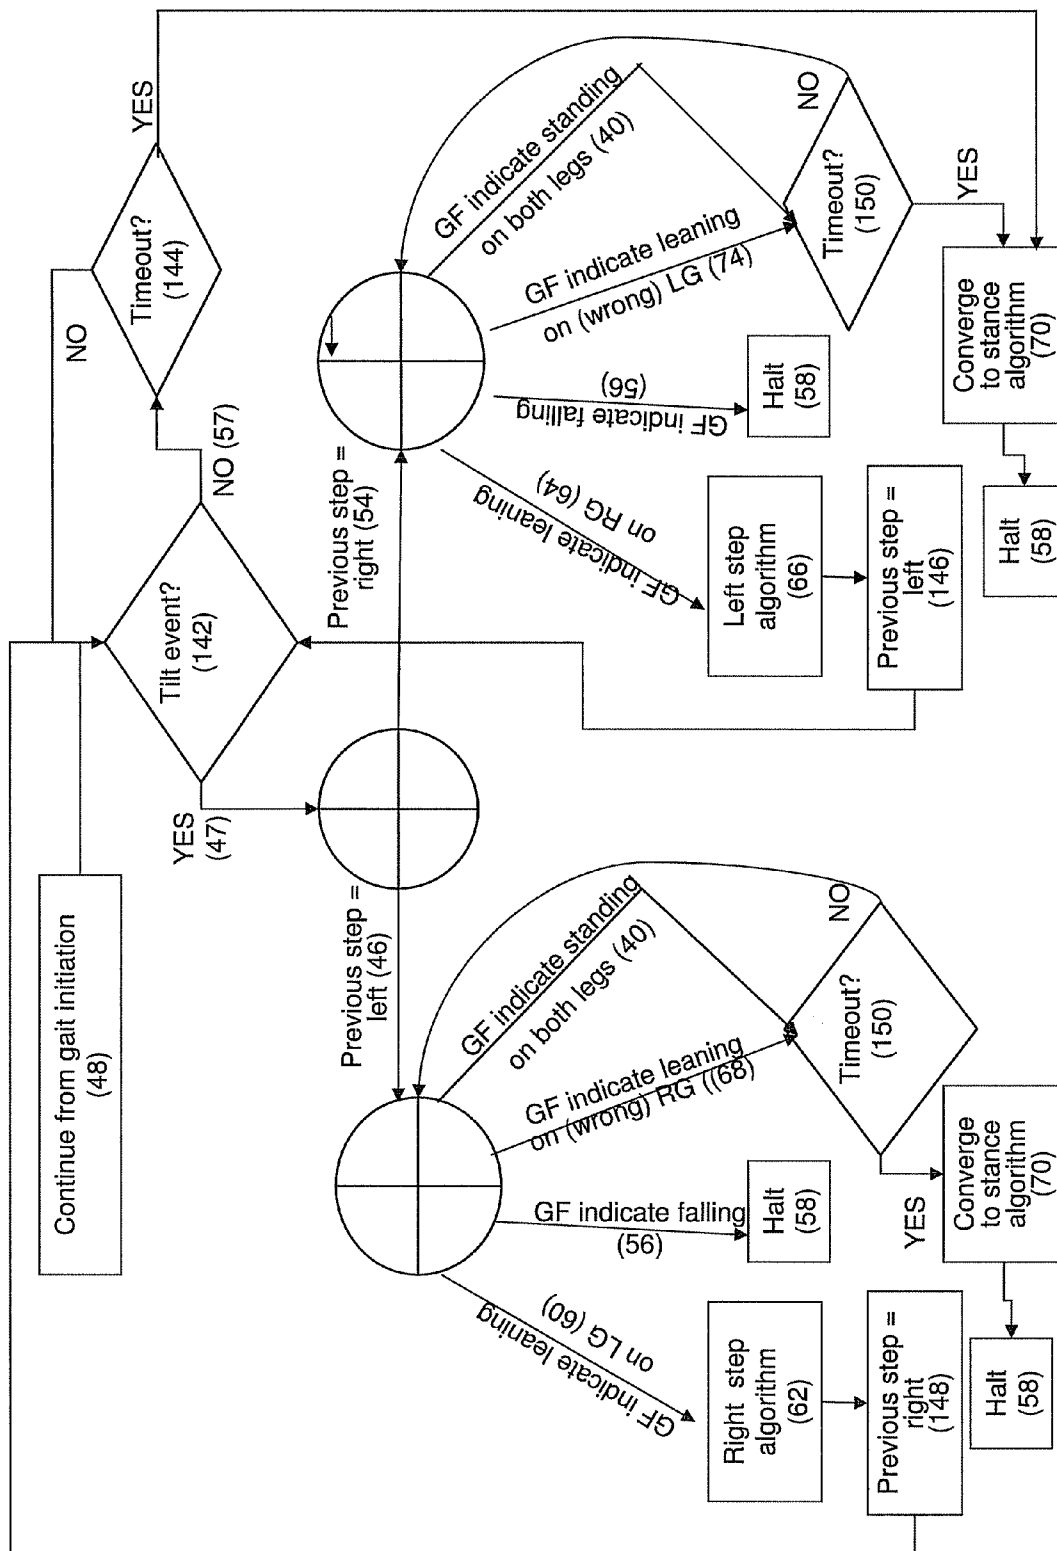 Continue from gait initiation
(48)
Tilt event?
(142)
YES
(47)
NO (57)
Timeout?
(144)
NO
YES
Previous step =
left (46)
Previous step =
right (54)
GF indicate leaning
on LG (60)
GF indicate falling
(56)
GF indicate leaning
on (wrong) RG ((68)
GF indicate standing
on both legs (40)
Right step
algorithm
(62)
Previous step =
right
(148)
Halt
(58)
Timeout?
(150)
NO
YES
Converge
to stance
algorithm
(70)
Halt
(58)
GF indicate leaning
on RG (64)
GF indicate falling
(56)
GF indicate leaning
on (wrong) LG (74)
GF indicate standing
on both legs (40)
Left step
algorithm
(66)
Previous step =
left
(146)
Halt
(58)
Timeout?
(150)
NO
YES
Converge
to stance
algorithm
(70)
Halt
(58)